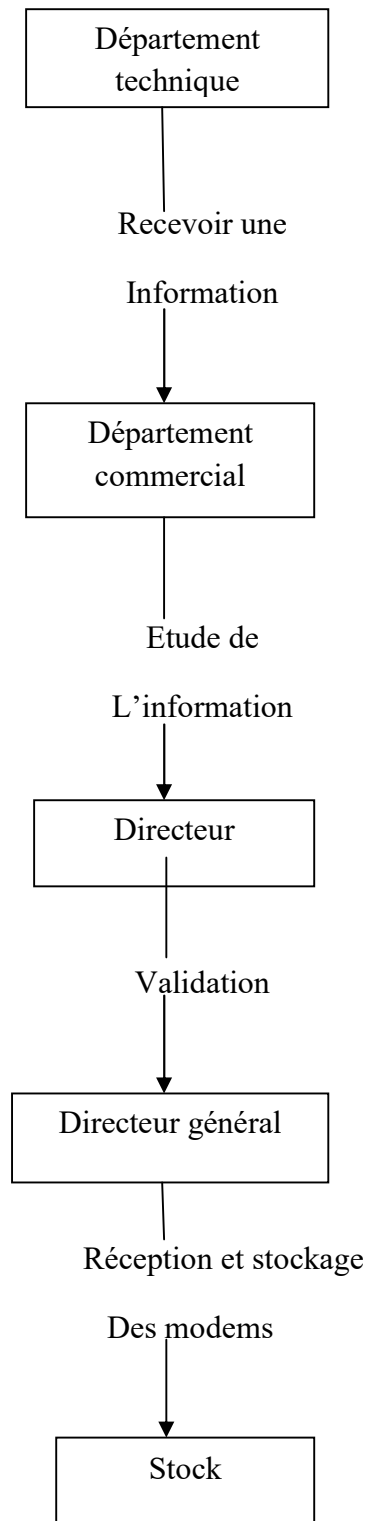 Département
technique
Recevoir une
Information
Département
commercial
Etude de
L’information
Directeur
Validation
Directeur général
Réception et stockage
Des modems
Stock